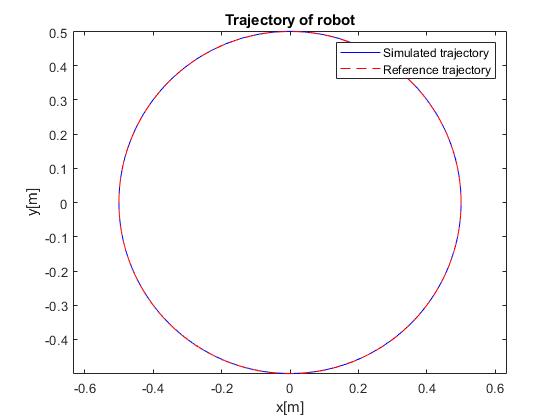 Trajectory of robot
Simulated trajectory
Reference trajectory
0.5
0.4
0.3
0.2
0.1
0
-0.1
-0.2
-0.3
-0.4
y[m]
-0.6 -0.4 -0.2 0 0.2 0.4 0.6
x[m]